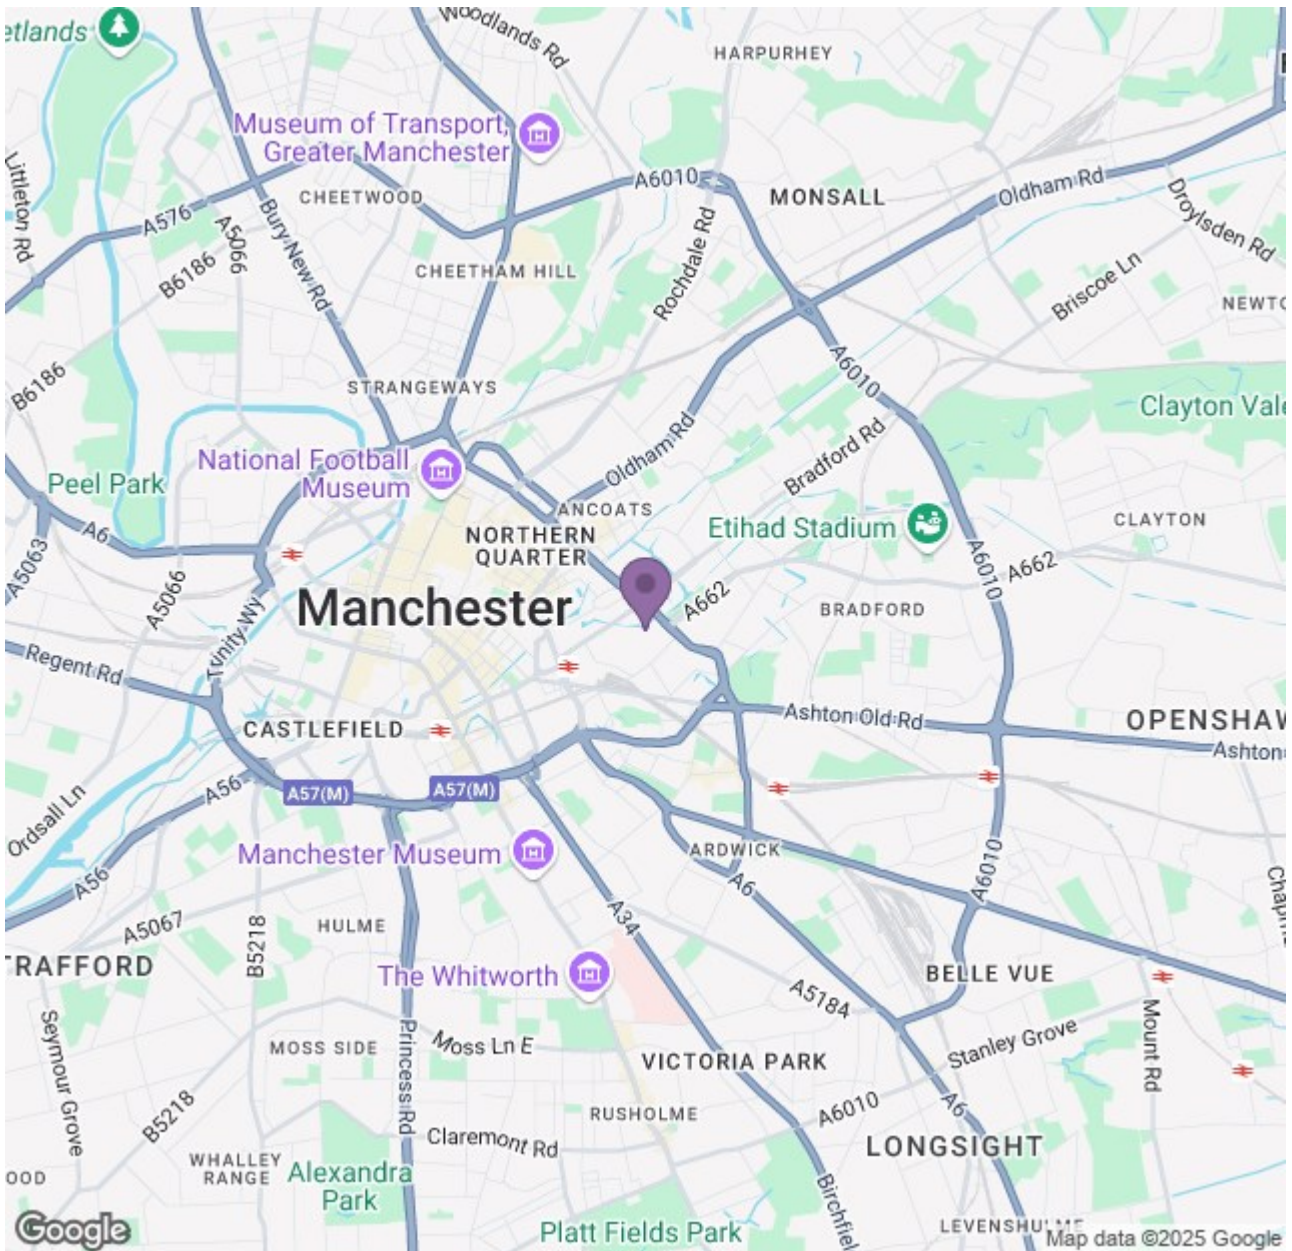 etlands
Woodlands Rd
HARPURHEY
Museum of Transport,
Greater Manchester
Littleton Rd
CHEETWOOD
A6010
MONSALL
Oldham Rd
Droylsden Rd
A576
A5066
Bury New Rd
B6186
CHEETHAM HILL
Rochdale Rd
Briscoe Ln
NEWTO
B6186
STRANGEWAYS
A6010
Clayton Vale
National Football
Museum
Peel Park
Oldham Rd
Bradford Rd
ANCOATS
Etihad Stadium
CLAYTON
NORTHERN
QUARTER
A6
A5063
A5066
A6010
A662
Manchester
A662
BRADFORD
Trinity Wy
Regent Rd
CASTLEFIELD
Ashton Old Rd
OPENSHAW
Ashton
A56
A57(M)
A57(M)
Ordsall Ln
Manchester Museum
ARDWICK
A6
A6010
A56
A5067
B5218
HULME
A34
TRAFFORD
The Whitworth
BELLE VUE
A5184
Seymour Grove
Princess Rd
MOSS SIDE
Moss Ln E
VICTORIA PARK
Stanley Grove
Mount Rd
B5218
RUSHOLME
A6010
A6
Claremont Rd
LONGSIGHT
WHALLEY
RANGE
Alexandra
Park
OOD
Birchfiel
Platt Fields Park
LEVENSHULME
Google
Map data ©2025 Google